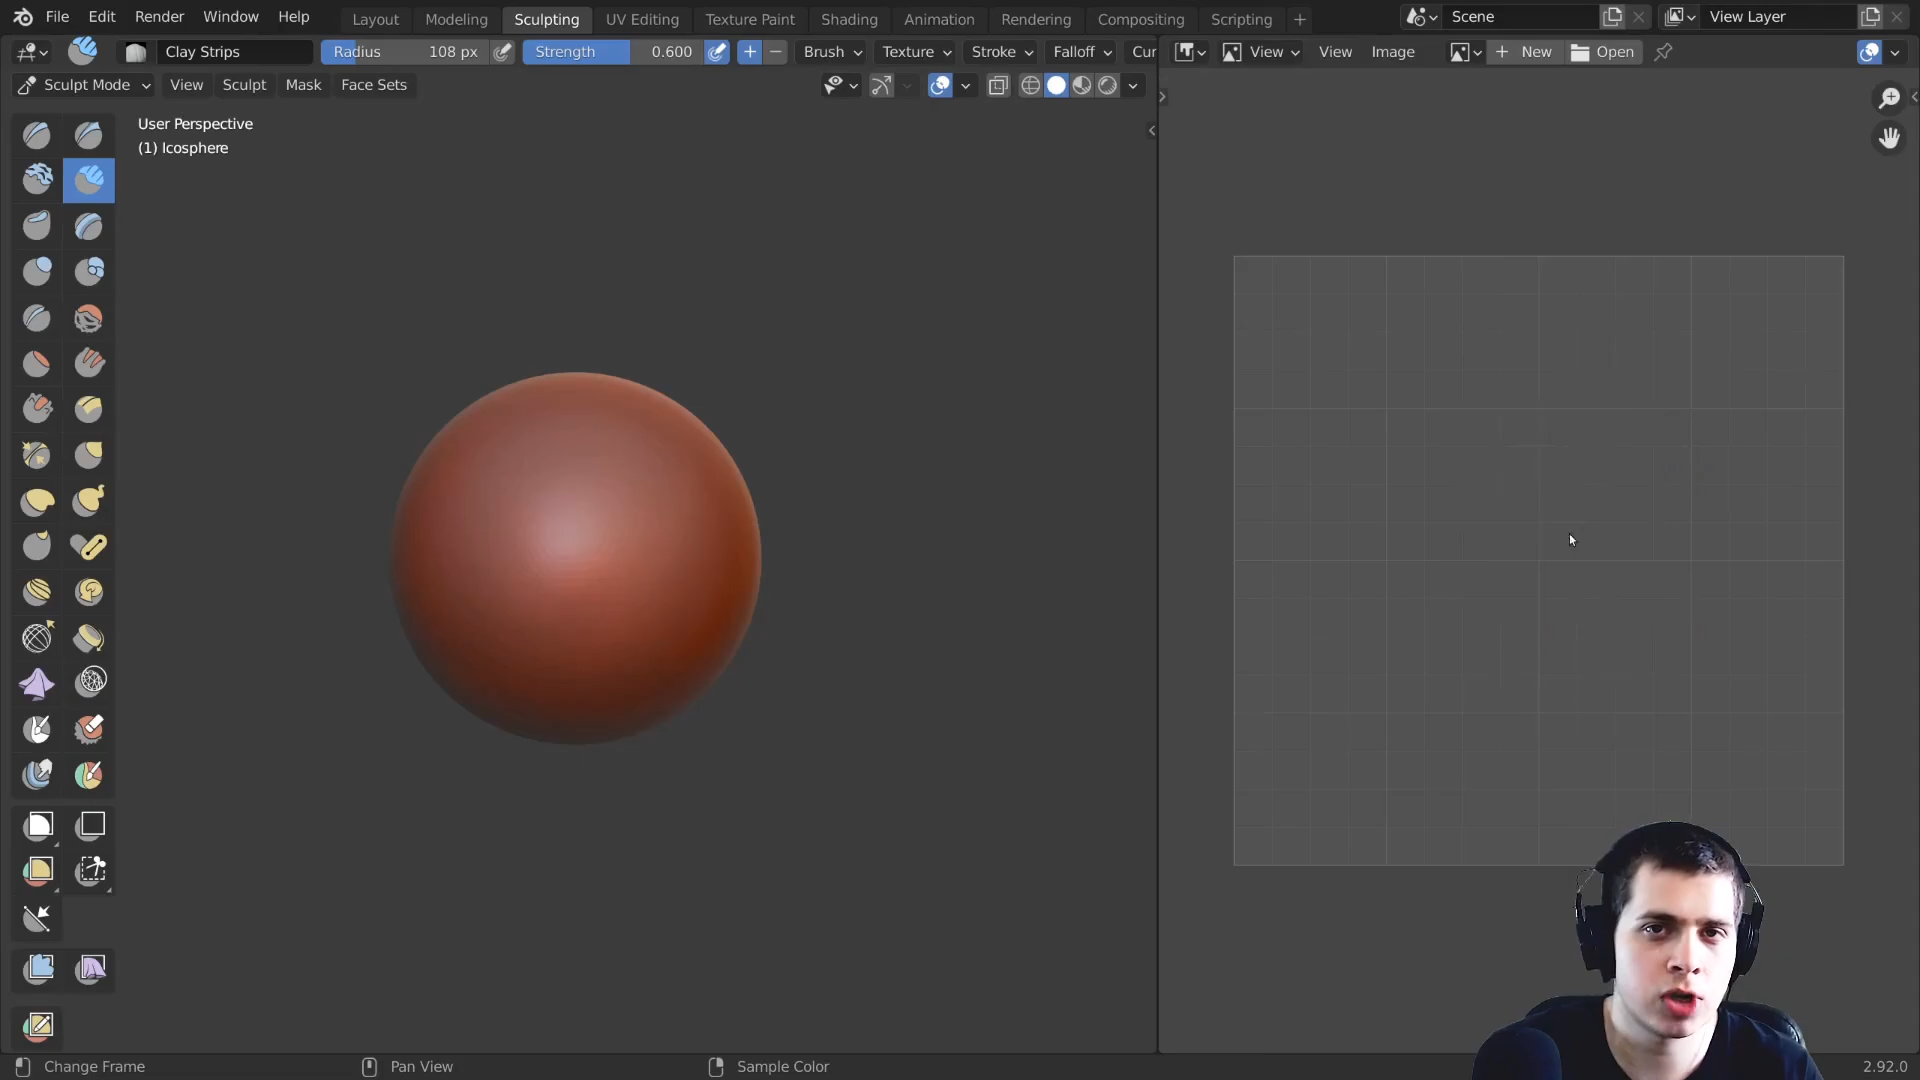 File Edit Render Window Help Layout Modeling Sculpting UV Editing Texture Paint Shading Animation Rendering Compositing Scripting + Scene View Layer
Clay Strips Radius 108 px Strength 0.600 + − Brush Texture Stroke Falloff Cur View View Image + New Open
Sculpt Mode View Sculpt Mask Face Sets
User Perspective
(1) Icosphere
Change Frame Pan View Sample Color 2.92.0